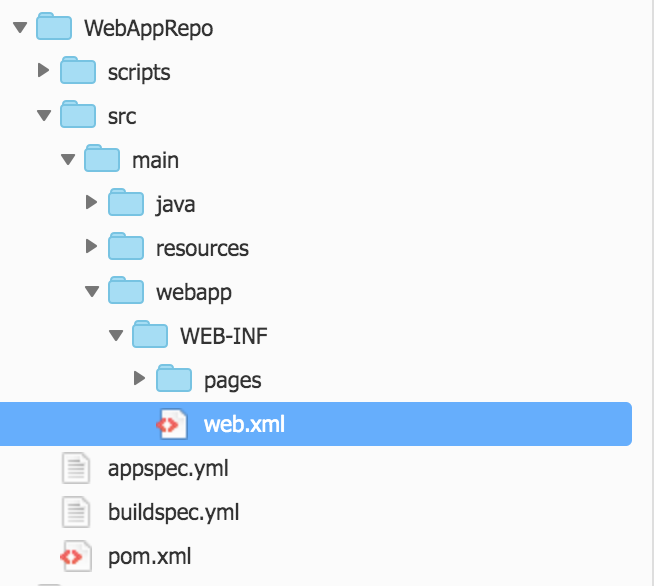 WebAppRepo
scripts
src
main
java
resources
webapp
WEB-INF
pages
web.xml
appspec.yml
buildspec.yml
pom.xml